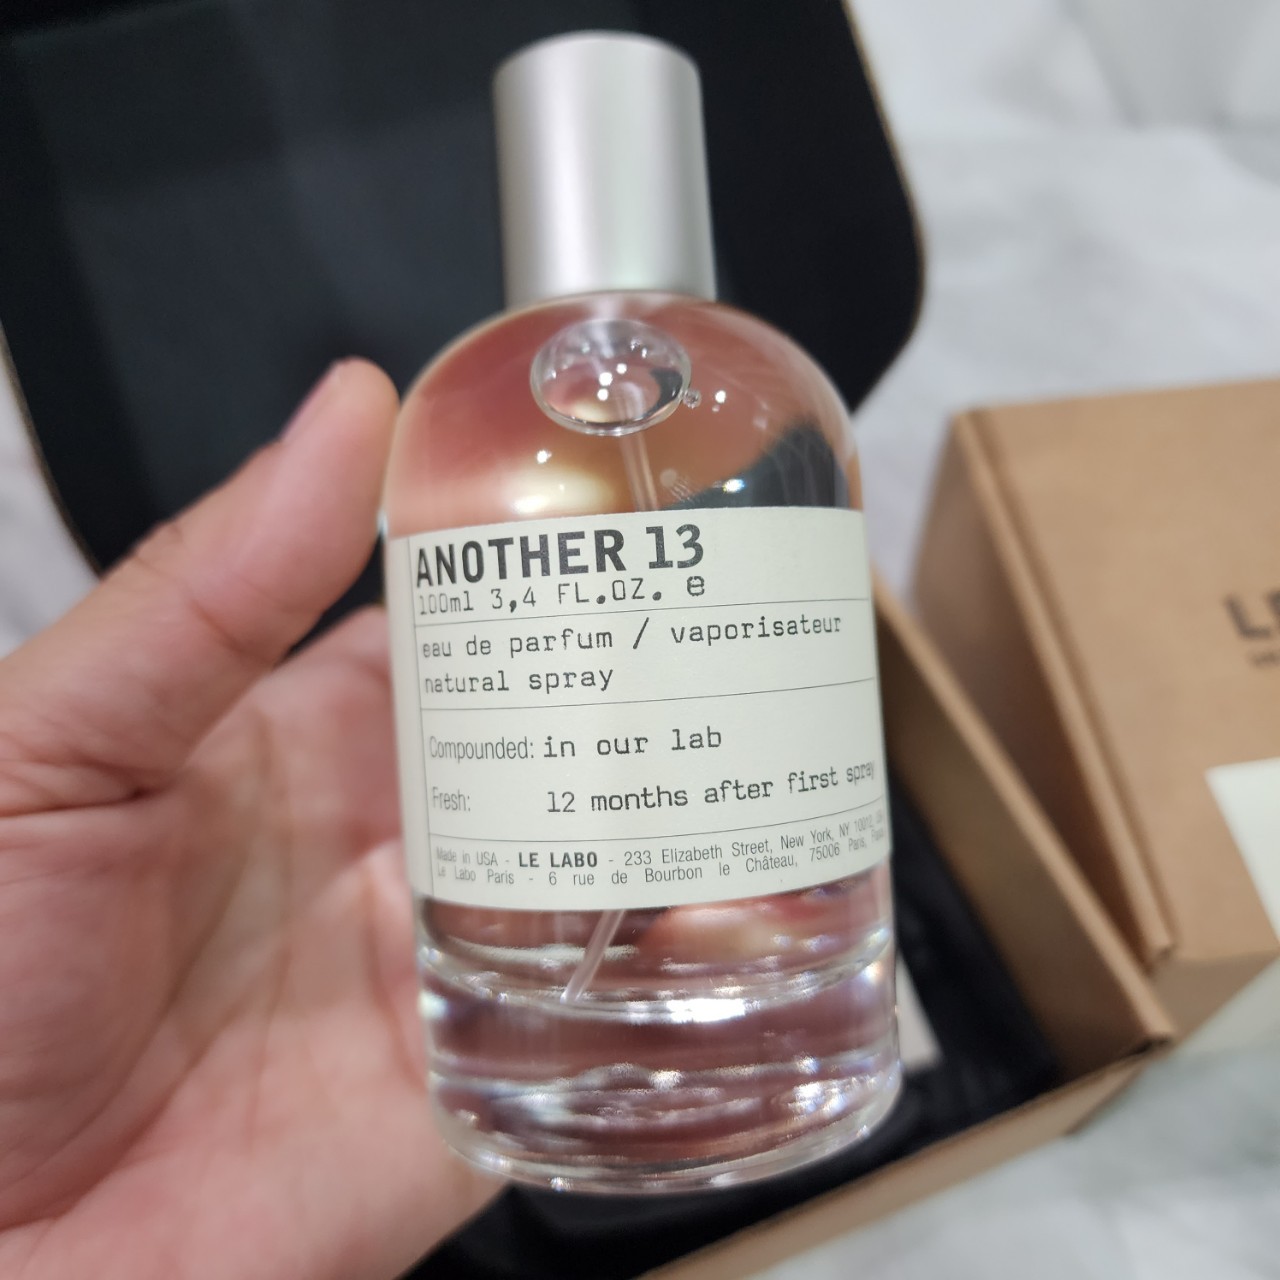 ANOTHER 13
100ml 3,4 FL.OZ. e
eau de parfum / vaporisateur
natural spray
Compounded: in our lab
Fresh: 12 months after first spray
Made in USA - LE LABO - 233 Elizabeth Street, New York, NY 10012,
Le Labo Paris - 6 rue de Bourbon le Château, 75006 Paris,